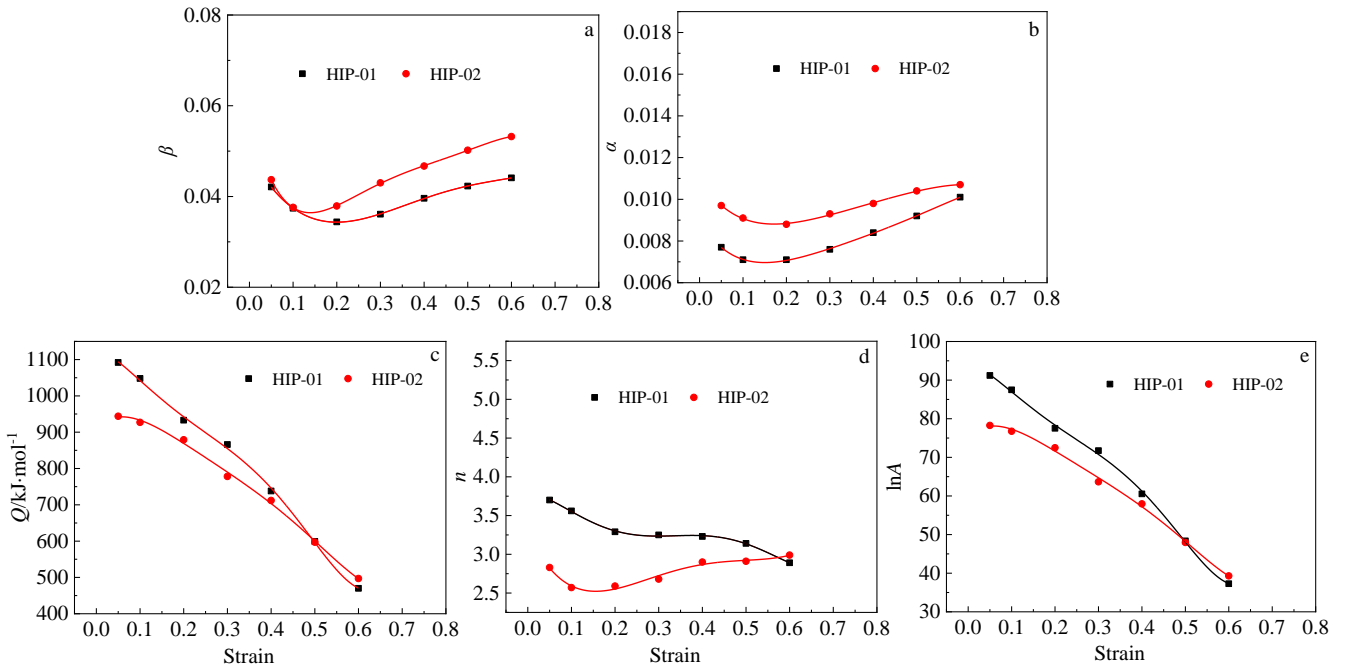 a
0.08
0.06
0.04
0.02
β
HIP-01 HIP-02
0.0 0.1 0.2 0.3 0.4 0.5 0.6 0.7 0.8
b
0.018
0.016
0.014
0.012
0.010
0.008
0.006
α
HIP-01 HIP-02
0.0 0.1 0.2 0.3 0.4 0.5 0.6 0.7 0.8
c
1100
1000
900
800
700
600
500
400
Q/kJ·mol⁻¹
HIP-01 HIP-02
0.0 0.1 0.2 0.3 0.4 0.5 0.6 0.7 0.8
Strain
d
5.5
5.0
4.5
4.0
3.5
3.0
2.5
n
HIP-01 HIP-02
0.0 0.1 0.2 0.3 0.4 0.5 0.6 0.7 0.8
Strain
e
100
90
80
70
60
50
40
30
lnA
HIP-01 HIP-02
0.0 0.1 0.2 0.3 0.4 0.5 0.6 0.7 0.8
Strain